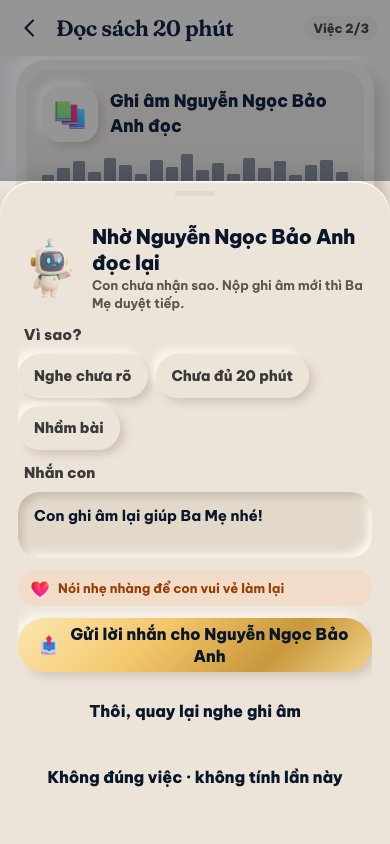 Đọc sách 20 phút
Việc 2/3
Ghi âm Nguyễn Ngọc Bảo
Anh đọc
Nhờ Nguyễn Ngọc Bảo Anh
đọc lại
Con chưa nhận sao. Nộp ghi âm mới thì Ba
Mẹ duyệt tiếp.
Vì sao?
Nghe chưa rõ
Chưa đủ 20 phút
Nhầm bài
Nhắn con
Con ghi âm lại giúp Ba Mẹ nhé!
Nói nhẹ nhàng để con vui vẻ làm lại
Gửi lời nhắn cho Nguyễn Ngọc Bảo
Anh
Thôi, quay lại nghe ghi âm
Không đúng việc · không tính lần này